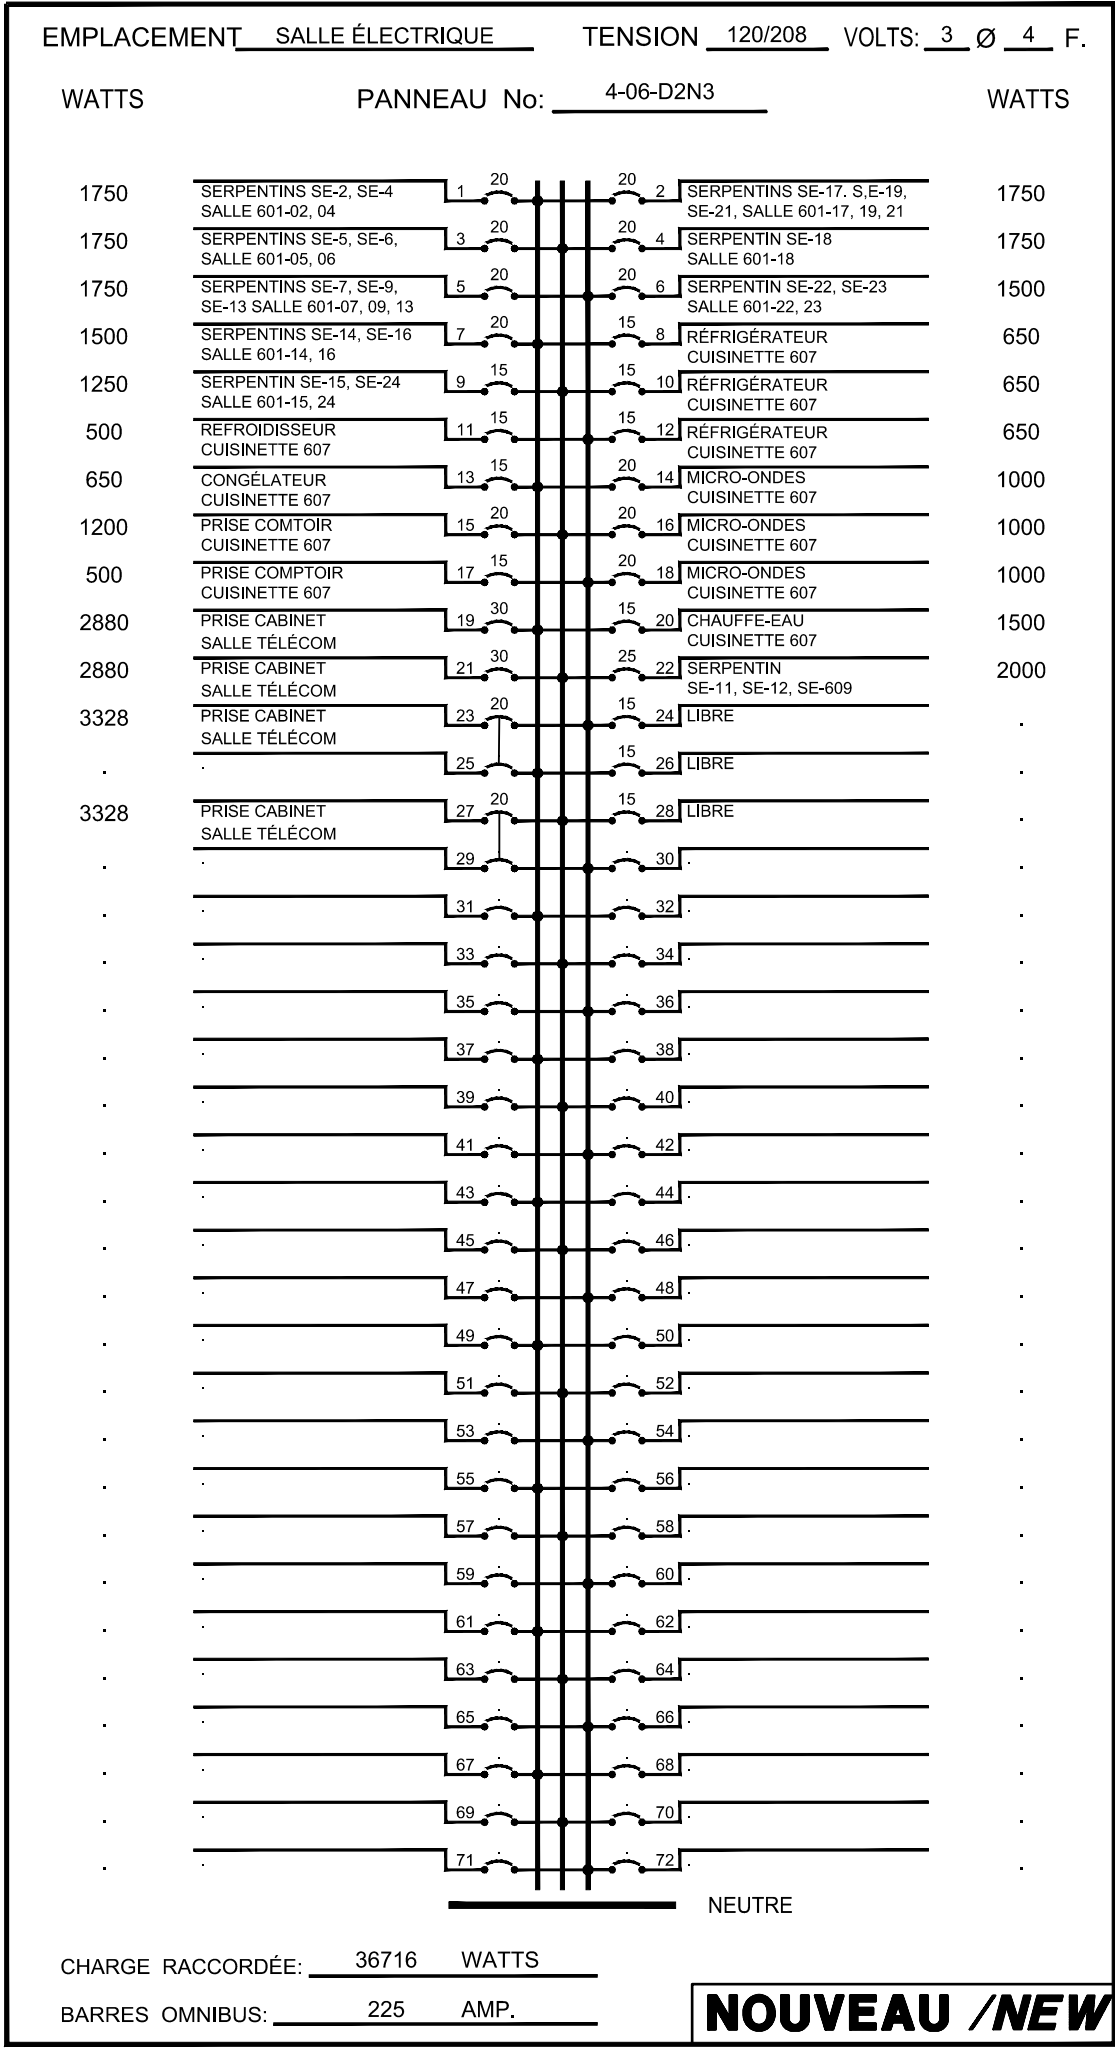 EMPLACEMENT SALLE ÉLECTRIQUE TENSION 120/208 VOLTS: 3 Ø 4 F.
WATTS PANNEAU No: 4-06-D2N3 WATTS
1750 SERPENTINS SE-2, SE-4 1 20 20 2 SERPENTINS SE-17. S,E-19, 1750
SALLE 601-02, 04 SE-21, SALLE 601-17, 19, 21
1750 SERPENTINS SE-5, SE-6, 3 20 20 4 SERPENTIN SE-18 1750
SALLE 601-05, 06 SALLE 601-18
1750 SERPENTINS SE-7, SE-9, 5 20 20 6 SERPENTIN SE-22, SE-23 1500
SE-13 SALLE 601-07, 09, 13 SALLE 601-22, 23
1500 SERPENTINS SE-14, SE-16 7 20 15 8 RÉFRIGÉRATEUR 650
SALLE 601-14, 16 CUISINETTE 607
1250 SERPENTIN SE-15, SE-24 9 15 15 10 RÉFRIGÉRATEUR 650
SALLE 601-15, 24 CUISINETTE 607
500 REFROIDISSEUR 11 15 15 12 RÉFRIGÉRATEUR 650
CUISINETTE 607 CUISINETTE 607
650 CONGÉLATEUR 13 15 20 14 MICRO-ONDES 1000
CUISINETTE 607 CUISINETTE 607
1200 PRISE COMTOIR 15 20 20 16 MICRO-ONDES 1000
CUISINETTE 607 CUISINETTE 607
500 PRISE COMPTOIR 17 15 20 18 MICRO-ONDES 1000
CUISINETTE 607 CUISINETTE 607
2880 PRISE CABINET 19 30 15 20 CHAUFFE-EAU 1500
SALLE TÉLÉCOM CUISINETTE 607
2880 PRISE CABINET 21 30 25 22 SERPENTIN 2000
SALLE TÉLÉCOM SE-11, SE-12, SE-609
3328 PRISE CABINET 23 20 15 24 LIBRE .
SALLE TÉLÉCOM
. . 25 15 26 LIBRE .
3328 PRISE CABINET 27 20 15 28 LIBRE .
SALLE TÉLÉCOM
. . 29 . 30 . .
. . 31 . . 32 . .
. . 33 . . 34 . .
. . 35 . . 36 . .
. . 37 . . 38 . .
. . 39 . . 40 . .
. . 41 . . 42 . .
. . 43 . . 44 . .
. . 45 . . 46 . .
. . 47 . . 48 . .
. . 49 . . 50 . .
. . 51 . . 52 . .
. . 53 . . 54 . .
. . 55 . . 56 . .
. . 57 . . 58 . .
. . 59 . . 60 . .
. . 61 . . 62 . .
. . 63 . . 64 . .
. . 65 . . 66 . .
. . 67 . . 68 . .
. . 69 . . 70 . .
. . 71 . . 72 . .
NEUTRE
CHARGE RACCORDÉE: 36716 WATTS
BARRES OMNIBUS: 225 AMP.
NOUVEAU /NEW